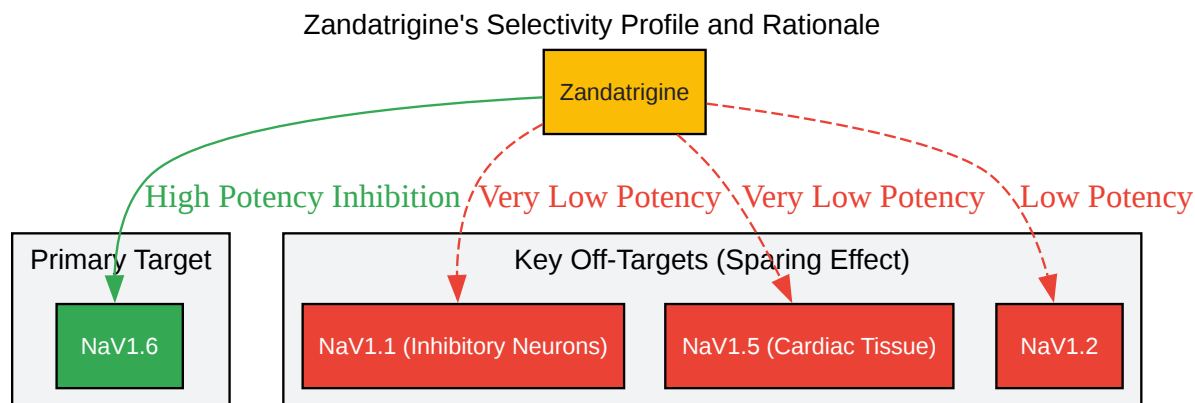 Zandatrigine's Selectivity Profile and Rationale
Zandatrigine
High Potency Inhibition
Very Low Potency
Very Low Potency
Low Potency
Primary Target
Key Off-Targets (Sparing Effect)
NaV1.6
NaV1.1 (Inhibitory Neurons)
NaV1.5 (Cardiac Tissue)
NaV1.2